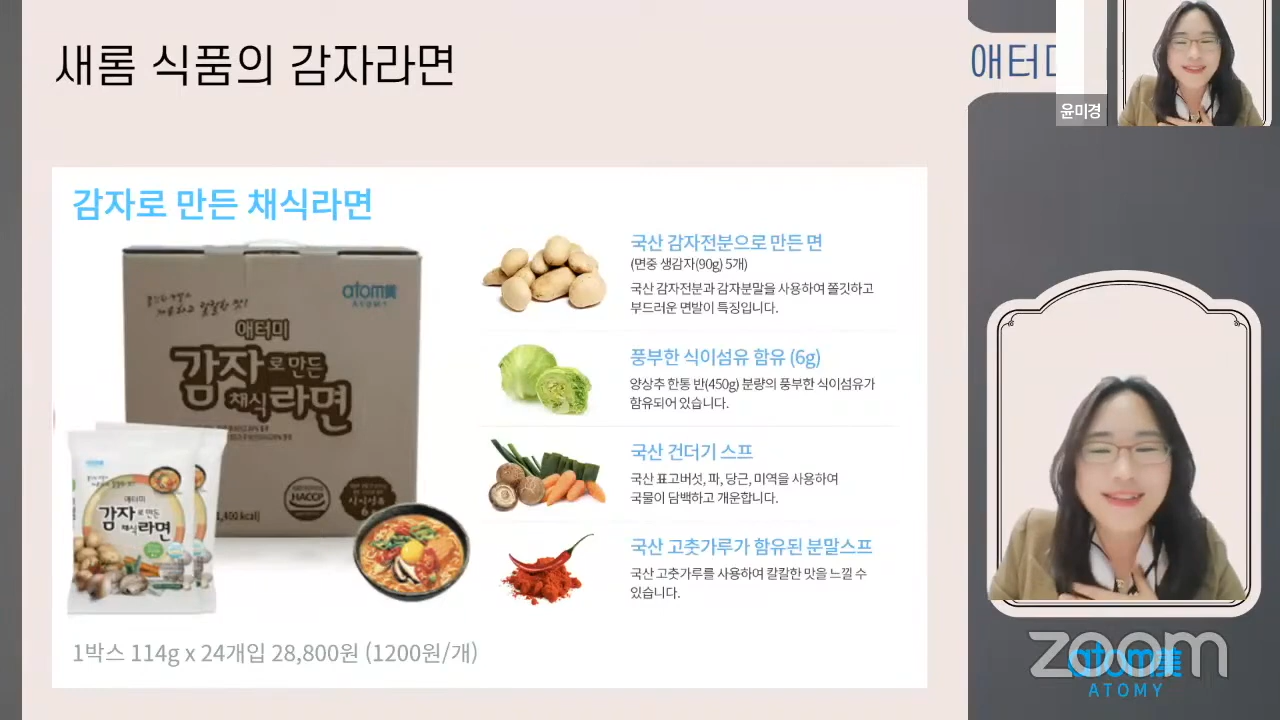 새롬 식품의 감자라면
애터미
윤미경
감자로 만든 채식라면
atom美
ATOMY
애터미
감자로 만든
채식라면
HACCP
애터미
감자로 만든
채식라면
국산 감자전분으로 만든 면
(면중 생감자(90g) 5개)
국산 감자전분과 감자분말을 사용하여 쫄깃하고
부드러운 면발이 특징입니다.
풍부한 식이섬유 함유 (6g)
양상추 한통 반(450g) 분량의 풍부한 식이섬유가
함유되어 있습니다.
국산 건더기 스프
국산 표고버섯, 파, 당근, 미역을 사용하여
국물이 담백하고 개운합니다.
국산 고춧가루가 함유된 분말스프
국산 고춧가루를 사용하여 칼칼한 맛을 느낄 수
있습니다.
1박스 114g x 24개입 28,800원 (1200원/개)
zoom
atom美
ATOMY